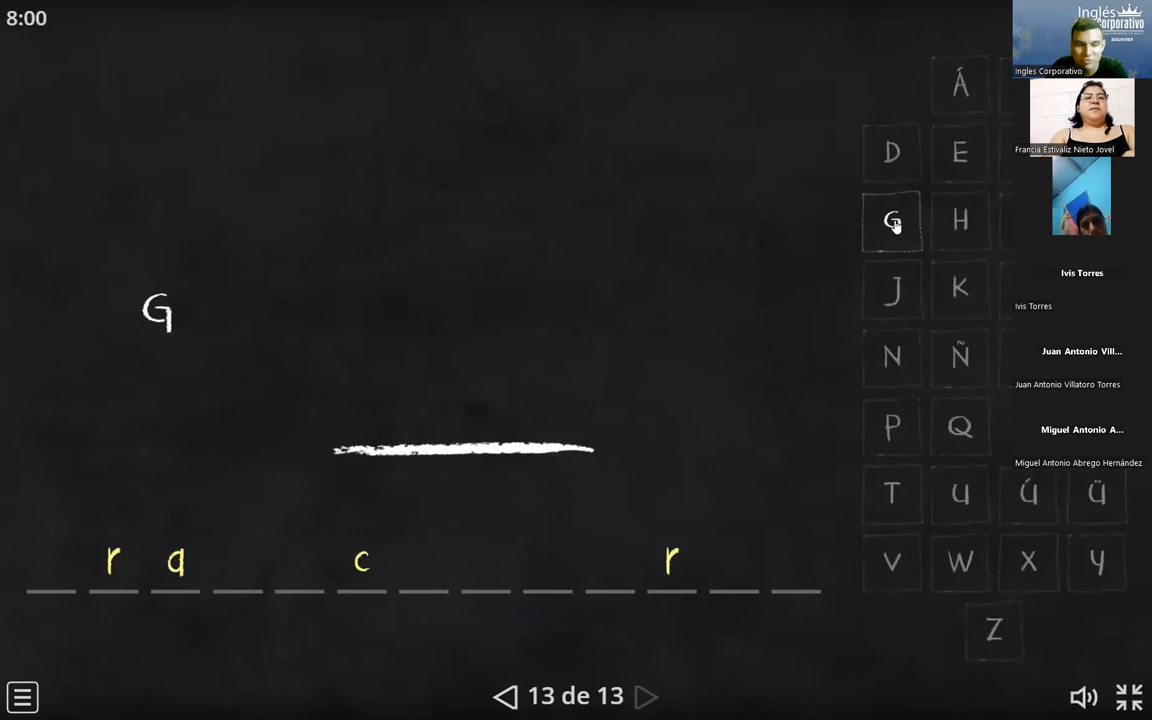 8:00
Inglés
Corporativo
BEGINNER
Ingles Corporativo
Á
Francia Estivaliz Nieto Jovel
D E
G H
G
Ivis Torres
Ivis Torres
J K
N Ñ
Juan Antonio Vill...
Juan Antonio Villatoro Torres
P Q
Miguel Antonio A...
Miguel Antonio Abrego Hernández
T U Ú Ü
r a c r
V W X Y
Z
13 de 13